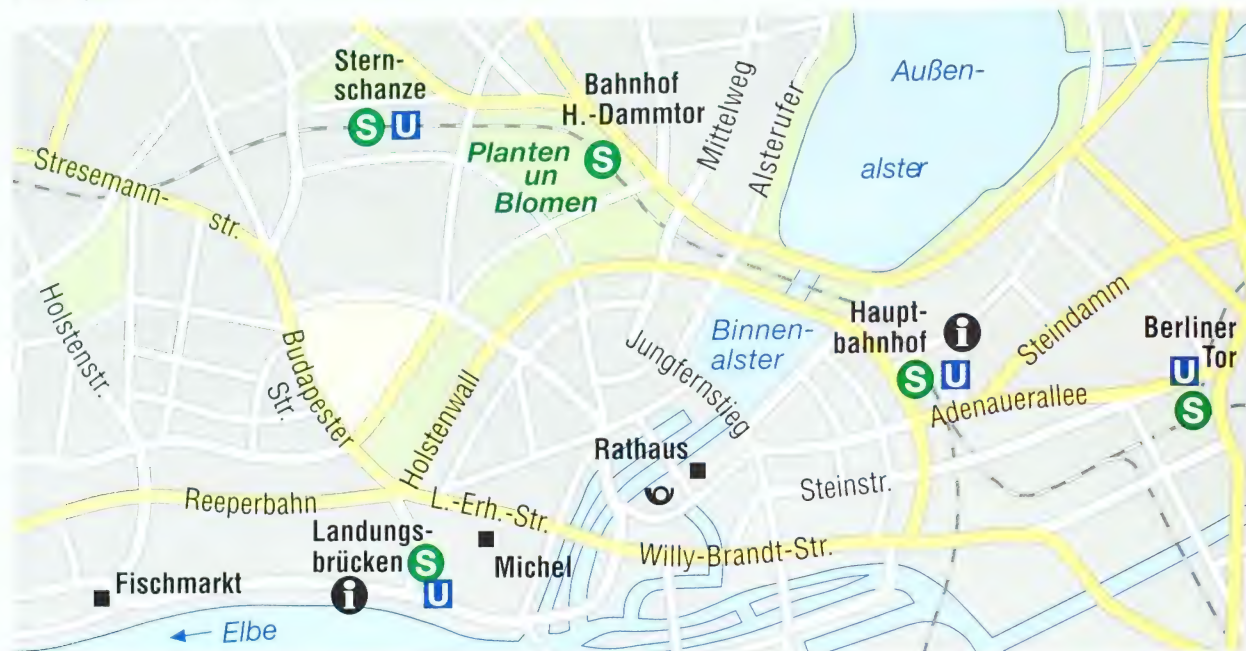 Stern-
schanze
S U
Bahnhof
H.-Dammtor
S
Mittelweg
Alsterufer
Außen-
alster
Planten
un
Blomen
Stresemann-
str.
Holstenstr.
Budapester
Str.
Holstenwall
Jungfernstieg
Binnen-
alster
Haupt-
bahnhof
i
S U
Steindamm
Berliner
Tor
U
S
Adenauerallee
Rathaus
Steinstr.
Reeperbahn
L.-Erh.-Str.
Willy-Brandt-Str.
Landungs-
brücken
S
U
i
Michel
Fischmarkt
Elbe